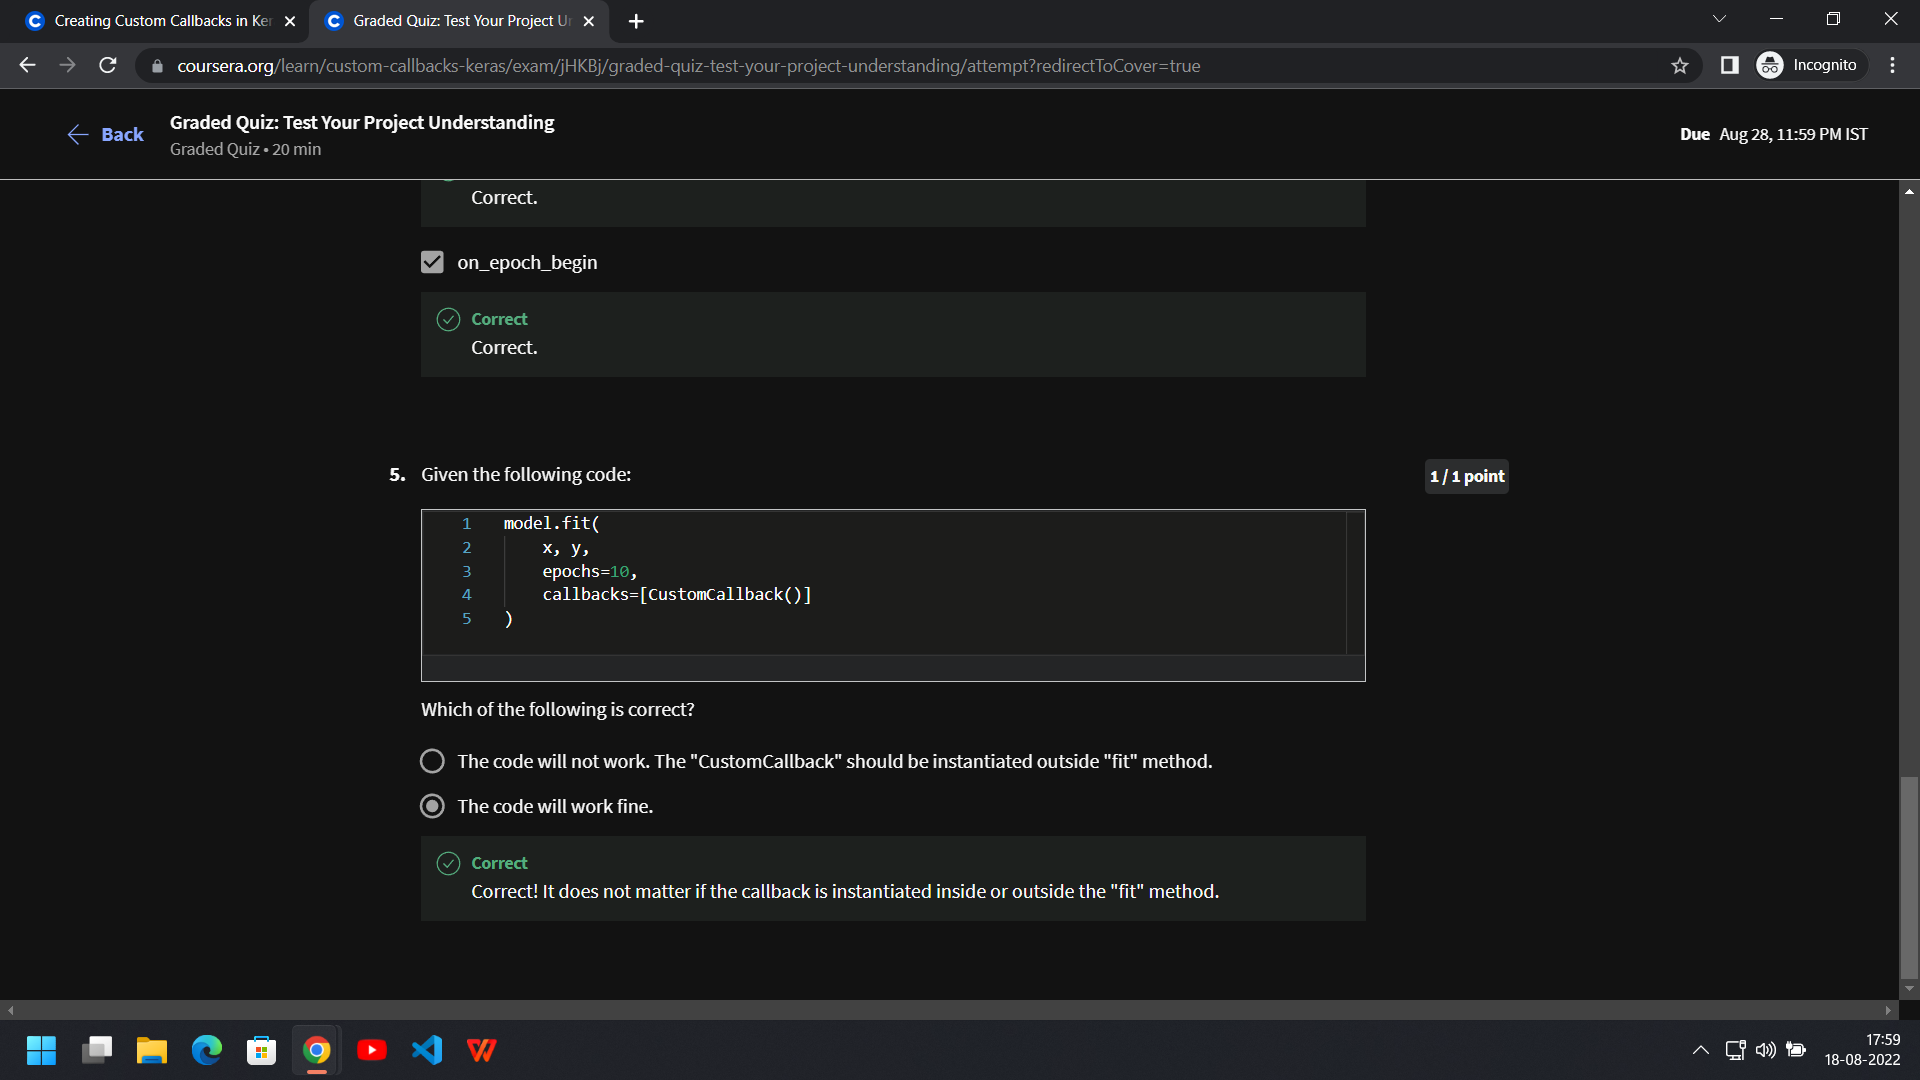 Creating Custom Callbacks in Ker
Graded Quiz: Test Your Project Un
coursera.org/learn/custom-callbacks-keras/exam/jHKBj/graded-quiz-test-your-project-understanding/attempt?redirectToCover=true
Incognito
Back
Graded Quiz: Test Your Project Understanding
Graded Quiz • 20 min
Due Aug 28, 11:59 PM IST
Correct.
on_epoch_begin
Correct
Correct.
5. Given the following code:
1 / 1 point
1 model.fit(
2 x, y,
3 epochs=10,
4 callbacks=[CustomCallback()]
5 )
Which of the following is correct?
The code will not work. The "CustomCallback" should be instantiated outside "fit" method.
The code will work fine.
Correct
Correct! It does not matter if the callback is instantiated inside or outside the "fit" method.
17:59
18-08-2022